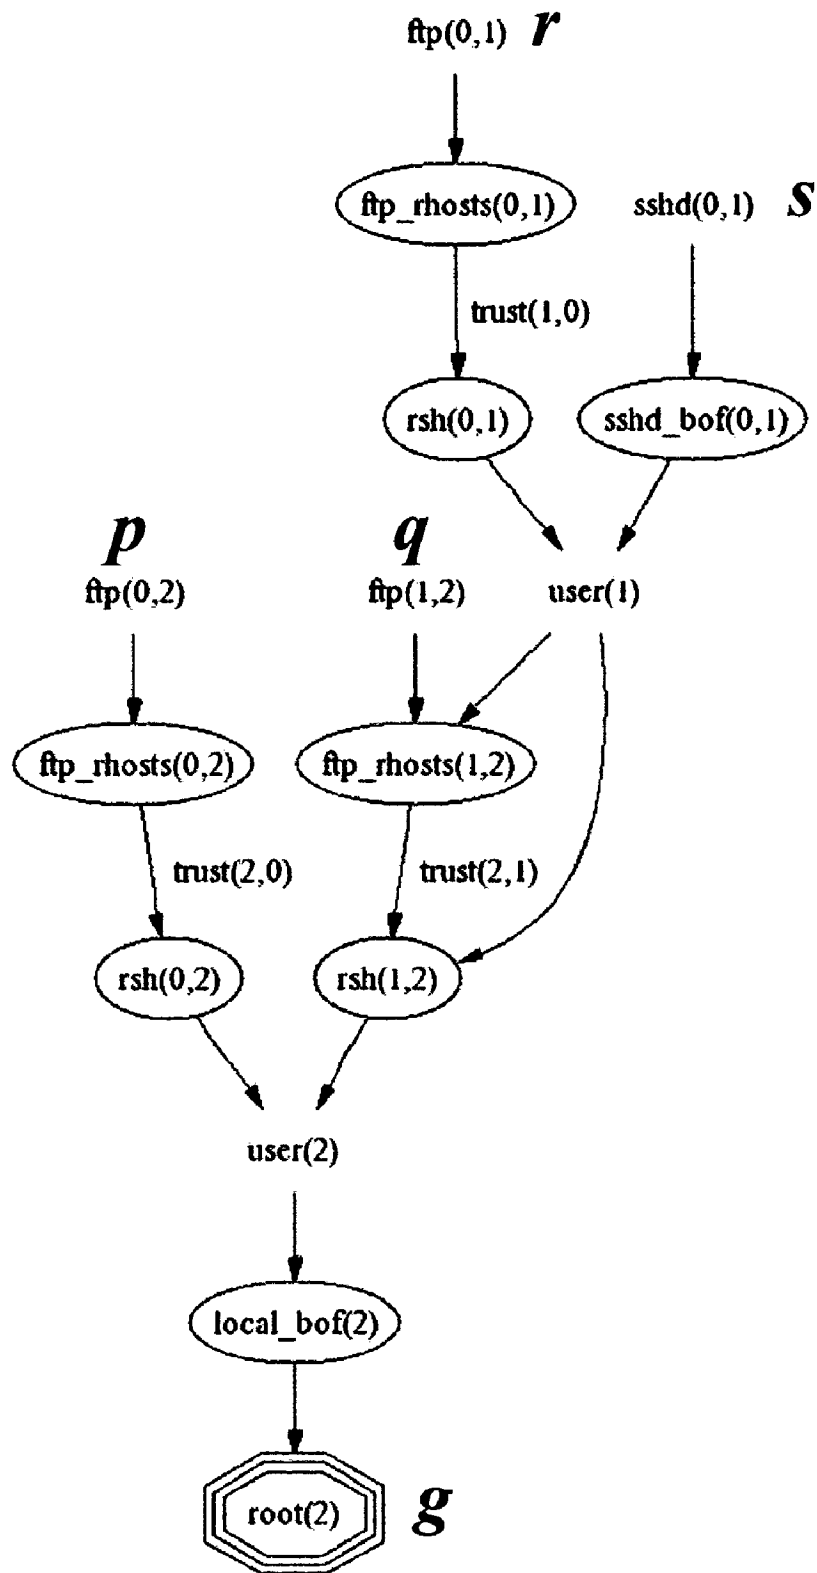 ftp(0,1) r
ftp_rhosts(0,1)
sshd(0,1) s
trust(1,0)
rsh(0,1)
sshd_bof(0,1)
p
q
ftp(0,2)
ftp(1,2)
user(1)
ftp_rhosts(0,2)
ftp_rhosts(1,2)
trust(2,0)
trust(2,1)
rsh(0,2)
rsh(1,2)
user(2)
local_bof(2)
root(2) g